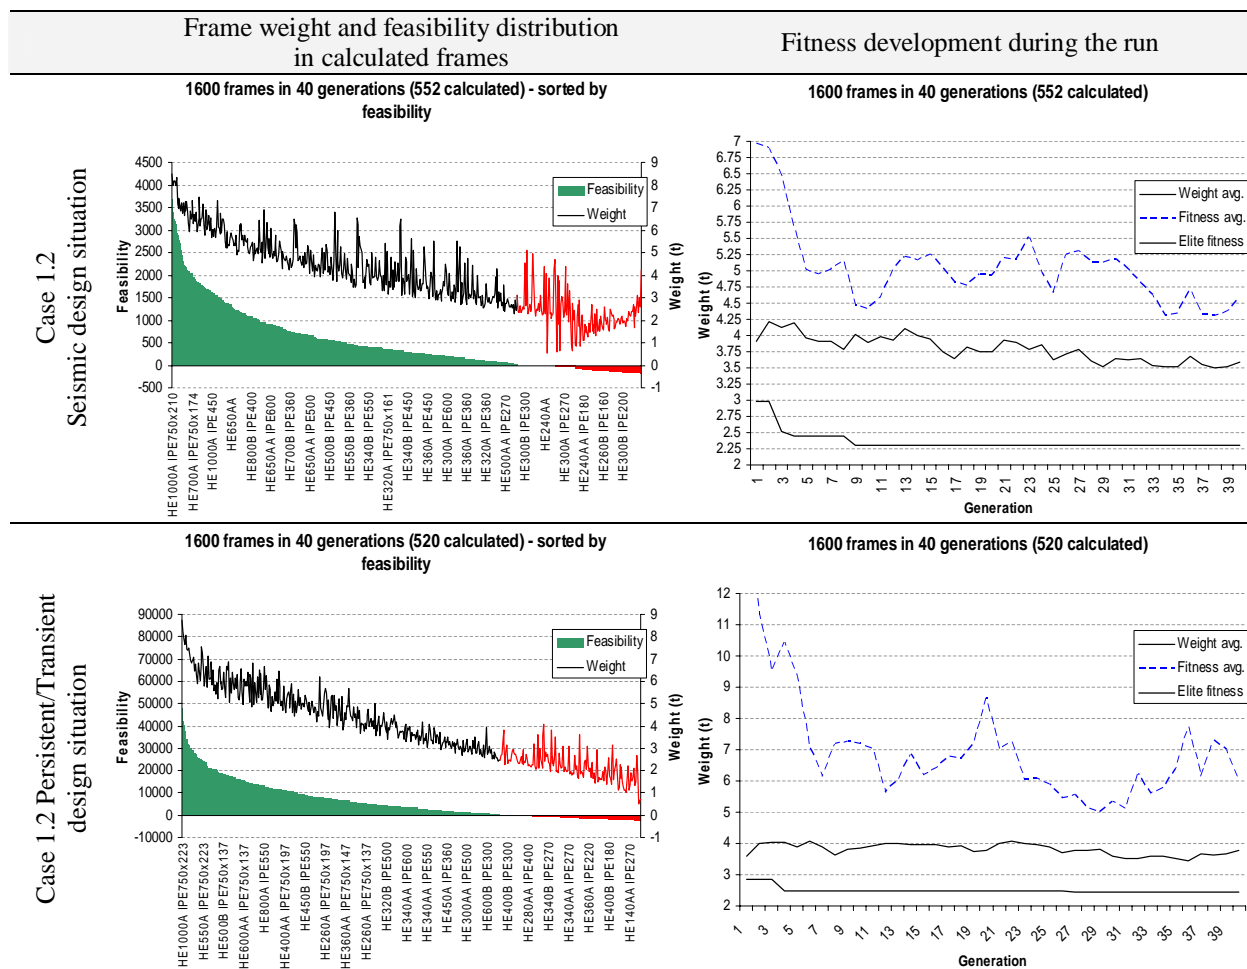 Frame weight and feasibility distribution
in calculated frames
Fitness development during the run
Case 1.2
Seismic design situation
1600 frames in 40 generations (552 calculated) - sorted by
feasibility
4500
4000
3500
3000
2500
2000
1500
1000
500
0
-500
Feasibility
9
8
7
6
5
4
3
2
1
0
-1
Weight (t)
Feasibility
Weight
HE1000A IPE750x210
HE700A IPE750x174
HE1000A IPE450
HE650AA
HE800B IPE400
HE650A IPE600
HE700B IPE360
HE650AA IPE500
HE500B IPE450
HE550B IPE360
HE340B IPE550
HE320A IPE750x161
HE340B IPE450
HE360A IPE450
HE300A IPE600
HE360A IPE360
HE320A IPE360
HE500AA IPE270
HE300B IPE300
HE240AA
HE300A IPE270
HE240A IPE180
HE260B IPE160
HE300B IPE200
1600 frames in 40 generations (552 calculated)
7
6.75
6.5
6.25
6
5.75
5.5
5.25
5
4.75
4.5
4.25
4
3.75
3.5
3.25
3
2.75
2.5
2.25
2
Weight (t)
Weight avg.
Fitness avg.
Elite fitness
1
3
5
7
9
11
13
15
17
19
21
23
25
27
29
31
33
35
37
39
Generation
Case 1.2 Persistent/Transient
design situation
1600 frames in 40 generations (520 calculated) - sorted by
feasibility
90000
80000
70000
60000
50000
40000
30000
20000
10000
0
-10000
Feasibility
9
8
7
6
5
4
3
2
1
0
-1
Weight (t)
Feasibility
Weight
HE1000A IPE750x223
HE550A IPE750x223
HE500B IPE750x137
HE600AA IPE750x137
HE800A IPE550
HE400AA IPE750x197
HE450B IPE550
HE260A IPE750x197
HE360AA IPE750x147
HE260A IPE750x137
HE320B IPE500
HE340AA IPE600
HE340AA IPE550
HE400A IPE450
HE450A IPE360
HE300AA IPE500
HE600B IPE300
HE400B IPE300
HE280AA IPE400
HE340B IPE270
HE340AA IPE270
HE360A IPE220
HE400B IPE180
HE140AA IPE270
1600 frames in 40 generations (520 calculated)
12
11
10
9
8
7
6
5
4
3
2
Weight (t)
Weight avg.
Fitness avg.
Elite fitness
1
3
5
7
9
11
13
15
17
19
21
23
25
27
29
31
33
35
37
39
Generation